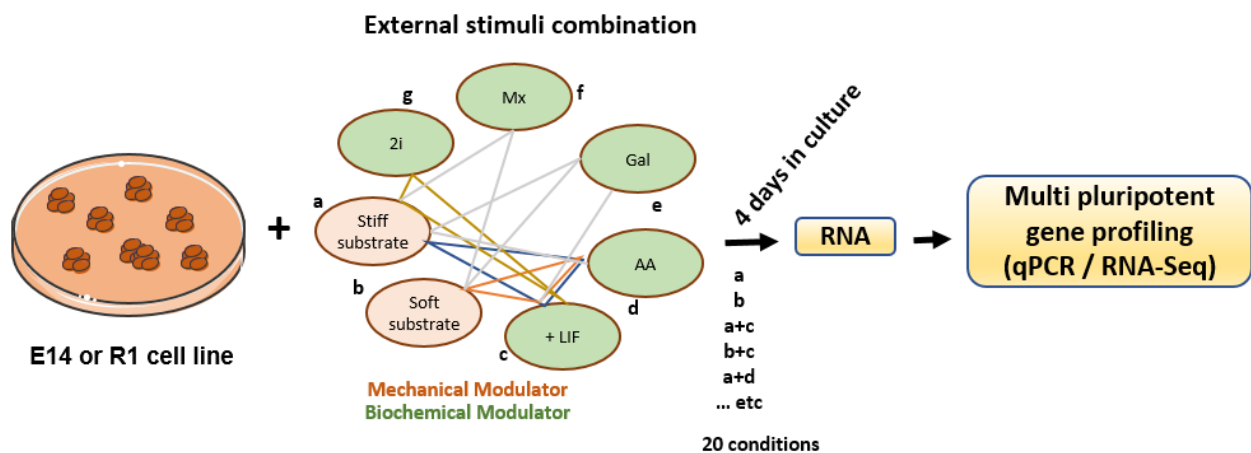 External stimuli combination
g
2i
Mx
f
Gal
e
a
Stiff
substrate
b
Soft
substrate
AA
d
c
+ LIF
+
E14 or R1 cell line
Mechanical Modulator
Biochemical Modulator
4 days in culture
a
b
a+c
b+c
a+d
... etc
20 conditions
RNA
Multi pluripotent
gene profiling
(qPCR / RNA-Seq)